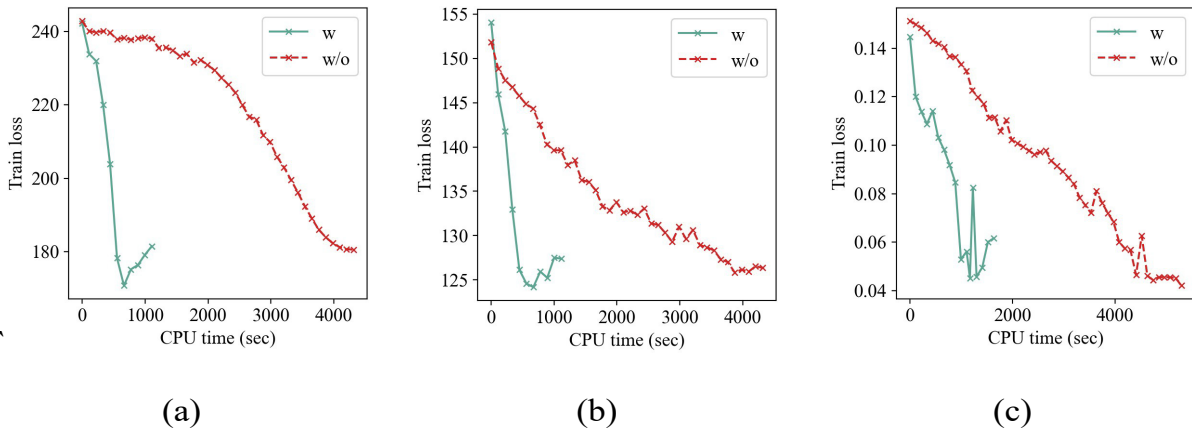 240
220
200
180
Train loss
0
1000
2000
3000
4000
CPU time (sec)
w
w/o
(a)
155
150
145
140
135
130
125
Train loss
0
1000
2000
3000
4000
CPU time (sec)
w
w/o
(b)
0.14
0.12
0.10
0.08
0.06
0.04
Train loss
0
2000
4000
CPU time (sec)
w
w/o
(c)